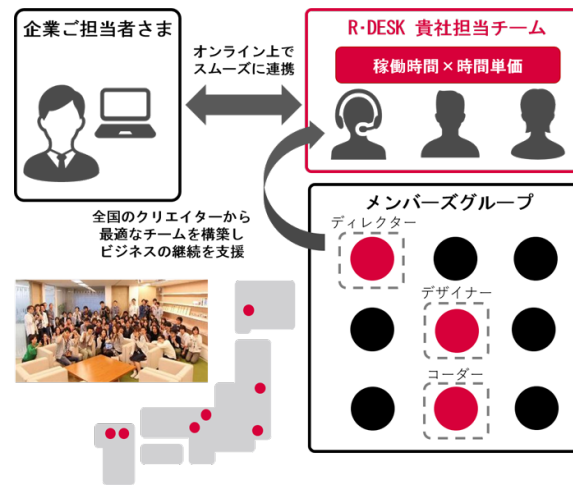 企業ご担当者さま
オンライン上で
スムーズに連携
R・DESK 貴社担当チーム
稼働時間×時間単価
全国のクリエイターから
最適なチームを構築し
ビジネスの継続を支援
メンバーズグループ
ディレクター
デザイナー
コーダー